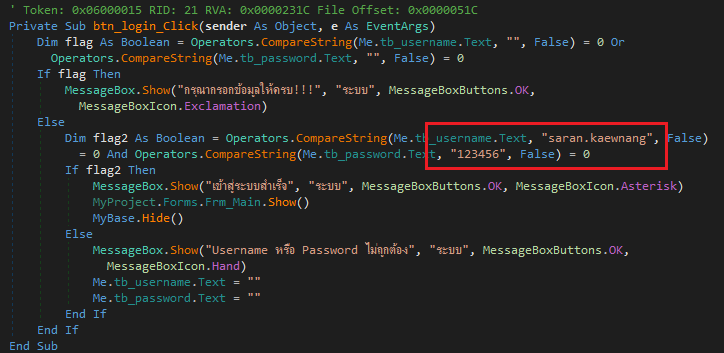 ' Token: 0x06000015 RID: 21 RVA: 0x0000231C File Offset: 0x0000051C
Private Sub btn_login_Click(sender As Object, e As EventArgs)
Dim flag As Boolean = Operators.CompareString(Me.tb_username.Text, "", False) = 0 Or
Operators.CompareString(Me.tb_password.Text, "", False) = 0
If flag Then
MessageBox.Show("กรุณากรอกข้อมูลให้ครบ!!!", "ระบบ", MessageBoxButtons.OK,
MessageBoxIcon.Exclamation)
Else
Dim flag2 As Boolean = Operators.CompareString(Me.tb_username.Text, "saran.kaewnang", False)
= 0 And Operators.CompareString(Me.tb_password.Text, "123456", False) = 0
If flag2 Then
MessageBox.Show("เข้าสู่ระบบสำเร็จ", "ระบบ", MessageBoxButtons.OK, MessageBoxIcon.Asterisk)
MyProject.Forms.Frm_Main.Show()
MyBase.Hide()
Else
MessageBox.Show("Username หรือ Password ไม่ถูกต้อง", "ระบบ", MessageBoxButtons.OK,
MessageBoxIcon.Hand)
Me.tb_username.Text = ""
Me.tb_password.Text = ""
End If
End If
End Sub